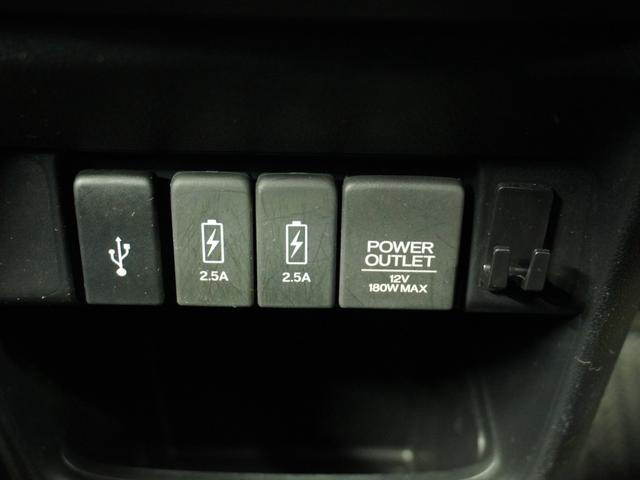 2.5A
2.5A
POWER
OUTLET
12V
180W MAX